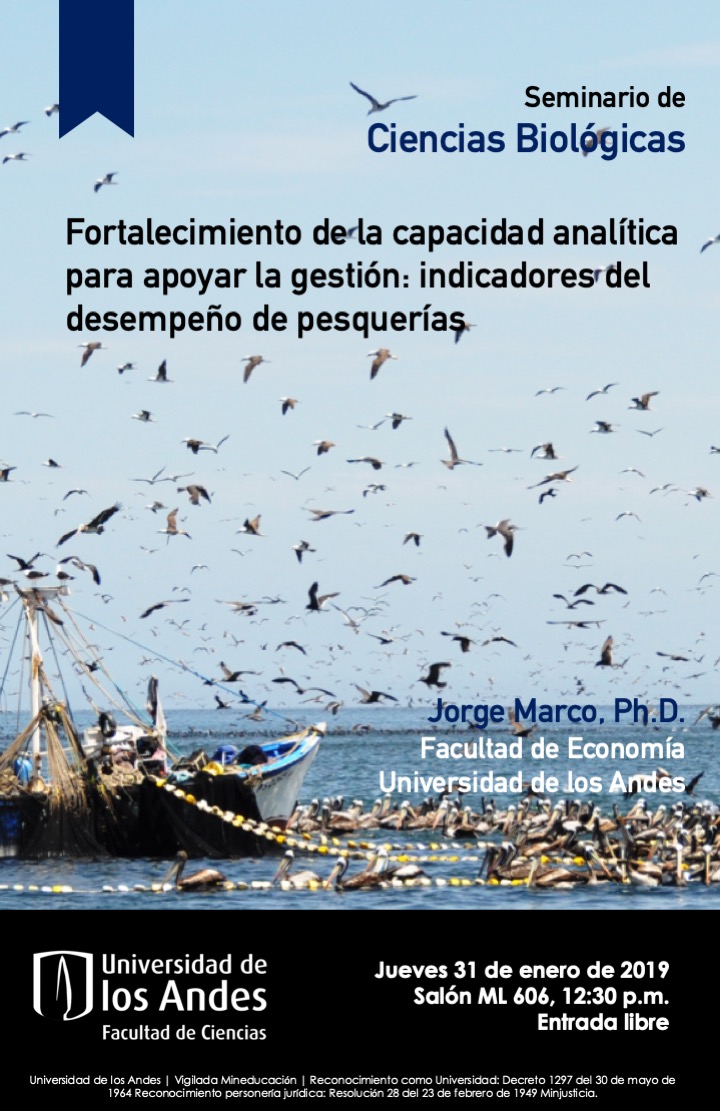 Seminario de
Ciencias Biológicas
Fortalecimiento de la capacidad analítica
para apoyar la gestión: indicadores del
desempeño de pesquerías
Jorge Marco, Ph.D.
Facultad de Economía
Universidad de los Andes
Universidad de
los Andes
Facultad de Ciencias
Jueves 31 de enero de 2019
Salón ML 606, 12:30 p.m.
Entrada libre
Universidad de los Andes | Vigilada Mineducación | Reconocimiento como Universidad: Decreto 1297 del 30 de mayo de
1964 Reconocimiento personería jurídica: Resolución 28 del 23 de febrero de 1949 Minjusticia.